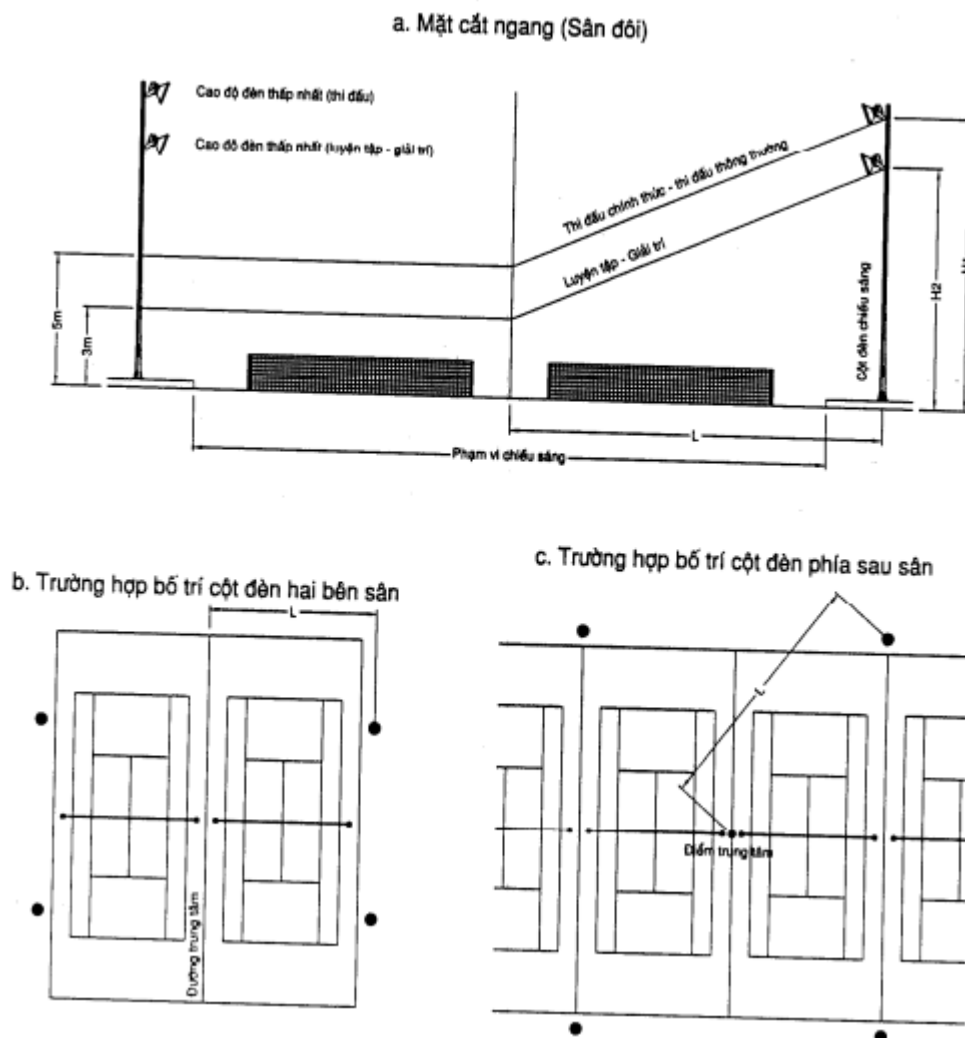 a. Mặt cắt ngang (Sân đôi)
Cao độ đèn thấp nhất (thi đấu)
Cao độ đèn thấp nhất (luyện tập - giải trí)
Thi đấu chính thức - thi đấu thông thường
Luyện tập - Giải trí
5m
3m
Cột đèn chiếu sáng
H2
L
Phạm vi chiếu sáng
b. Trường hợp bố trí cột đèn hai bên sân
L
Đường trung tâm
c. Trường hợp bố trí cột đèn phía sau sân
L
Điểm trung tâm